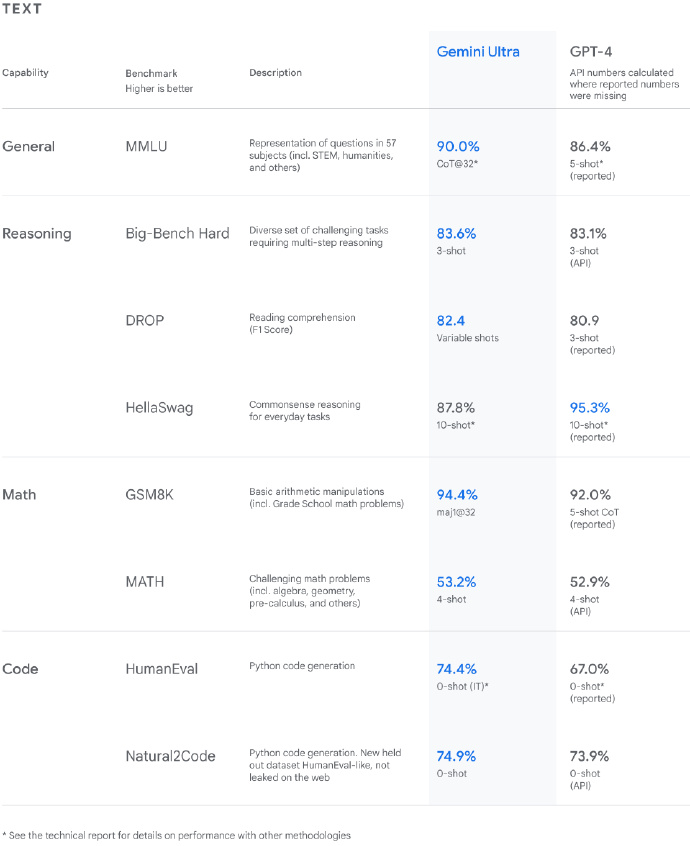 TEXT
Gemini Ultra
GPT-4
Capability
Benchmark
Higher is better
Description
API numbers calculated
where reported numbers
were missing
General
MMLU
Representation of questions in 57
subjects (incl. STEM, humanities,
and others)
90.0%
CoT@32*
86.4%
5-shot*
(reported)
Reasoning
Big-Bench Hard
Diverse set of challenging tasks
requiring multi-step reasoning
83.6%
3-shot
83.1%
3-shot
(API)
DROP
Reading comprehension
(F1 Score)
82.4
Variable shots
80.9
3-shot
(reported)
HellaSwag
Commonsense reasoning
for everyday tasks
87.8%
10-shot*
95.3%
10-shot*
(reported)
Math
GSM8K
Basic arithmetic manipulations
(incl. Grade School math problems)
94.4%
maj1@32
92.0%
5-shot CoT
(reported)
MATH
Challenging math problems
(incl. algebra, geometry,
pre-calculus, and others)
53.2%
4-shot
52.9%
4-shot
(API)
Code
HumanEval
Python code generation
74.4%
0-shot (IT)*
67.0%
0-shot*
(reported)
Natural2Code
Python code generation. New held
out dataset HumanEval-like, not
leaked on the web
74.9%
0-shot
73.9%
0-shot
(API)
* See the technical report for details on performance with other methodologies